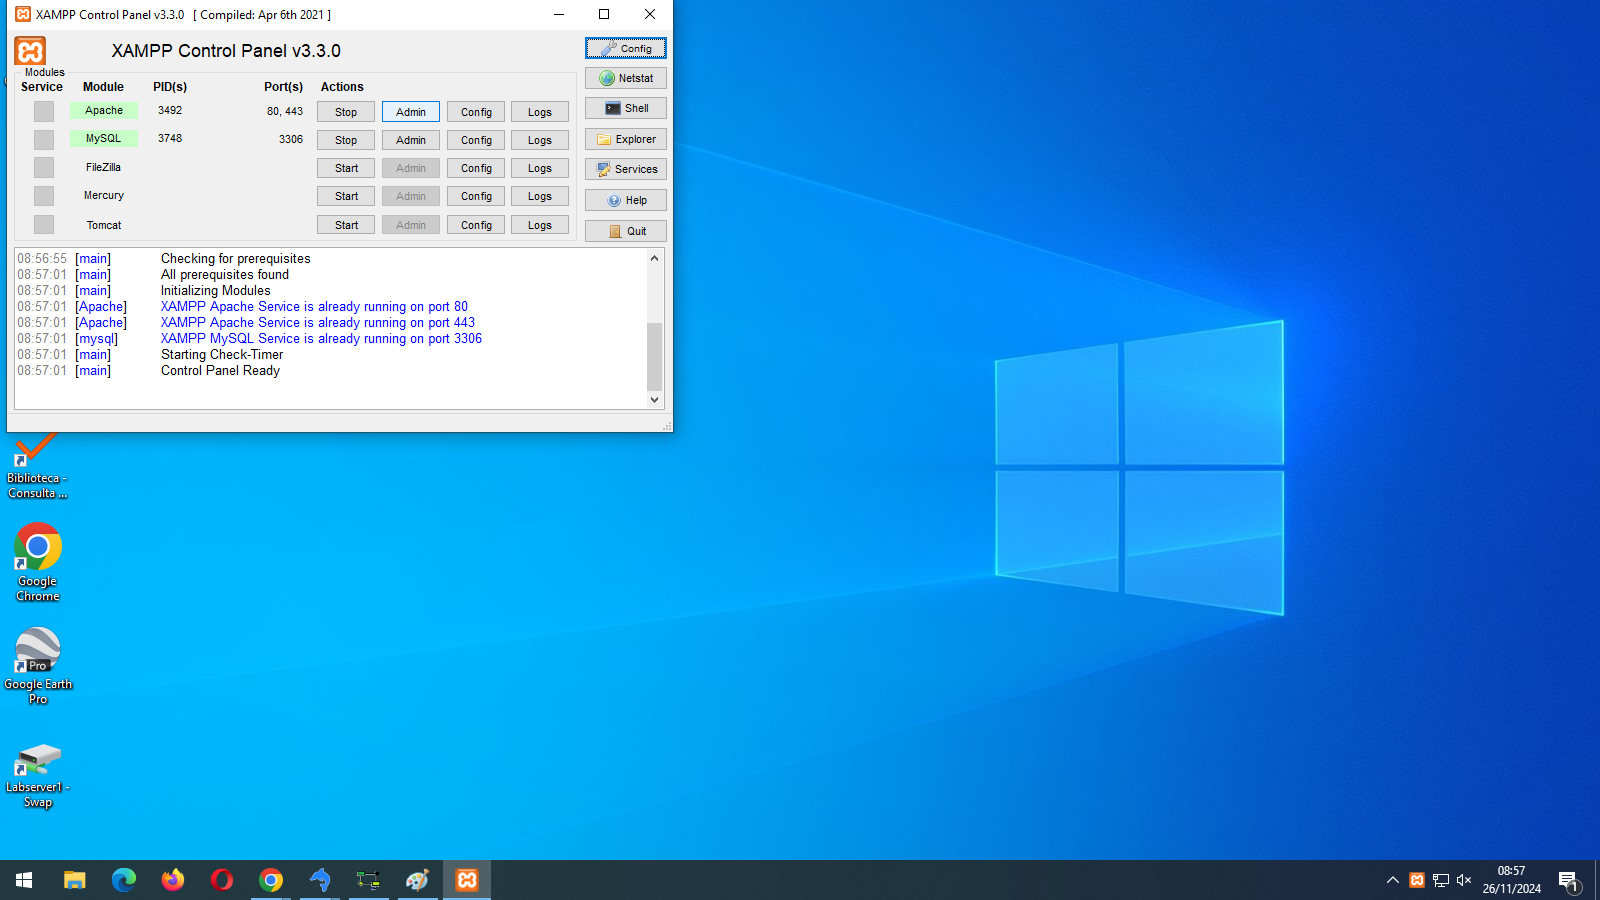 XAMPP Control Panel v3.3.0 [ Compiled: Apr 6th 2021 ]
XAMPP Control Panel v3.3.0
Config
Modules
Service Module PID(s) Port(s) Actions
Netstat
Apache 3492 80, 443 Stop Admin Config Logs
Shell
MySQL 3748 3306 Stop Admin Config Logs
Explorer
FileZilla Start Admin Config Logs
Services
Mercury Start Admin Config Logs
Help
Tomcat Start Admin Config Logs
Quit
08:56:55 [main] Checking for prerequisites
08:57:01 [main] All prerequisites found
08:57:01 [main] Initializing Modules
08:57:01 [Apache] XAMPP Apache Service is already running on port 80
08:57:01 [Apache] XAMPP Apache Service is already running on port 443
08:57:01 [mysql] XAMPP MySQL Service is already running on port 3306
08:57:01 [main] Starting Check-Timer
08:57:01 [main] Control Panel Ready
Biblioteca -
Consulta ...
Google
Chrome
Pro
Google Earth
Pro
Labserver1 -
Swap
08:57
26/11/2024
1